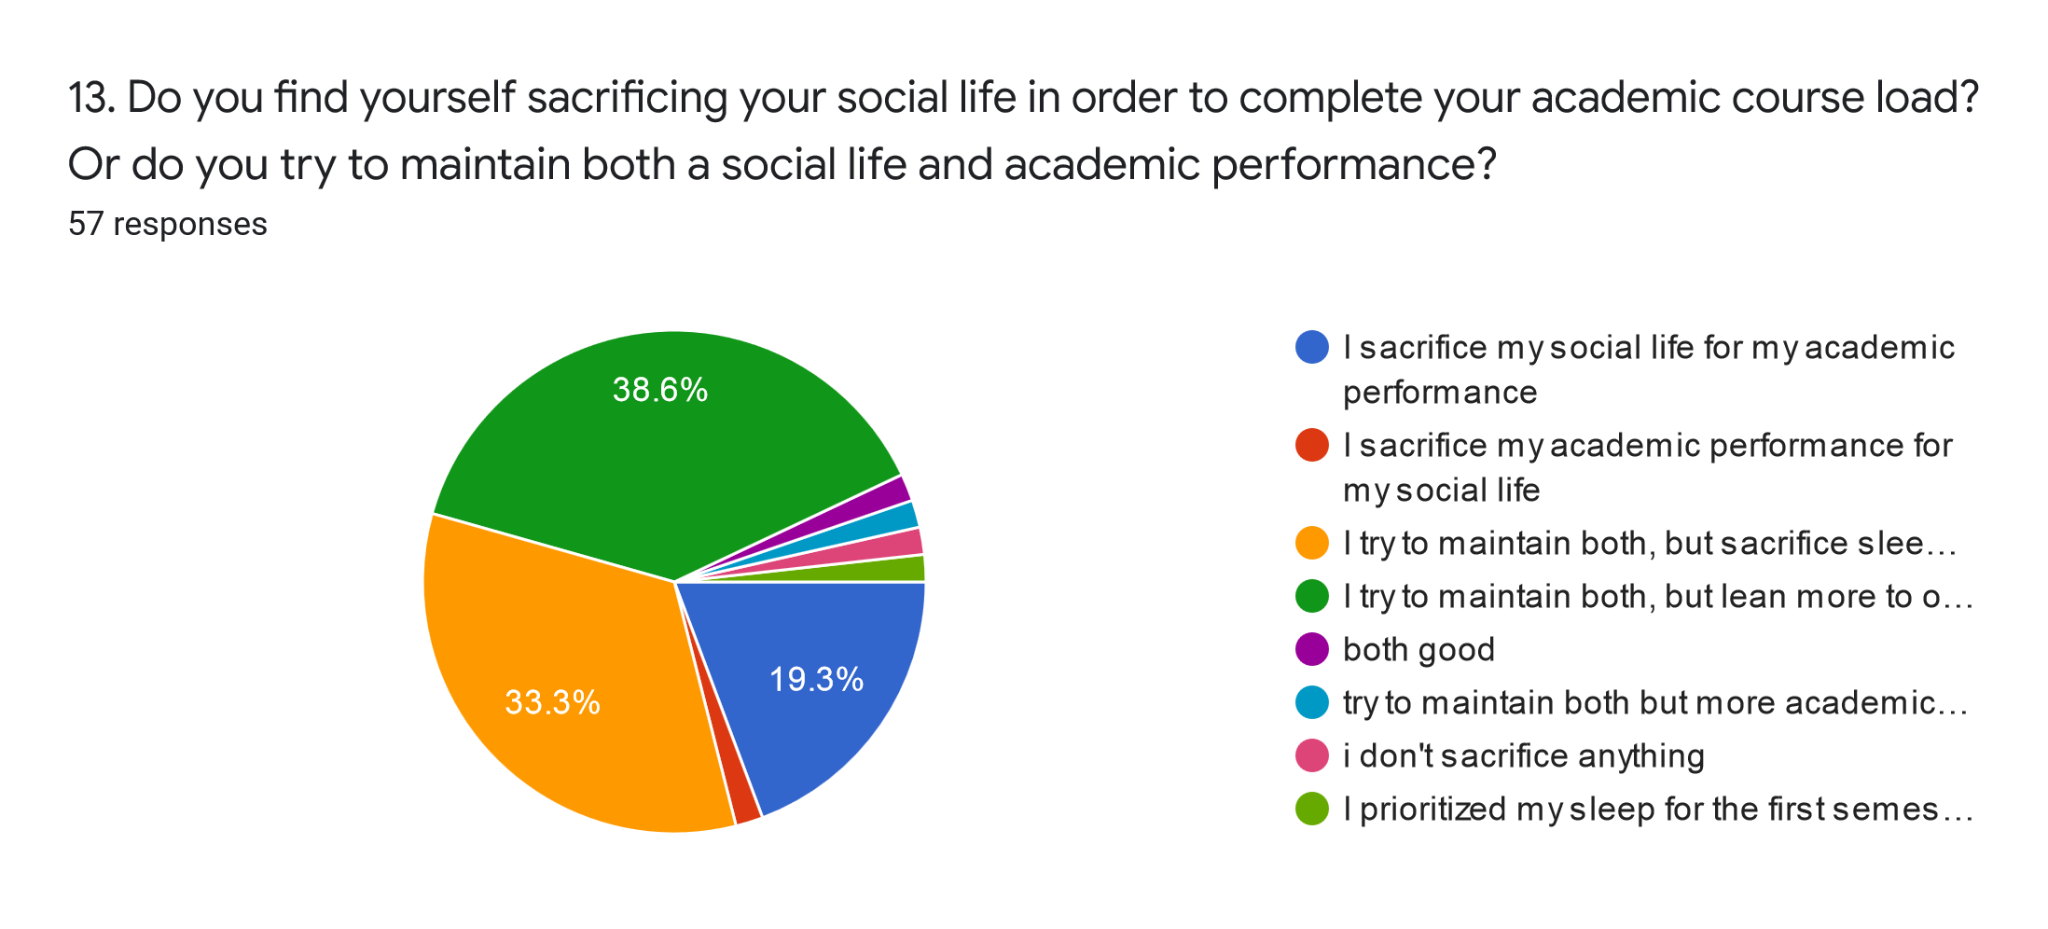 13. Do you find yourself sacrificing your social life in order to complete your academic course load?
Or do you try to maintain both a social life and academic performance?
57 responses
38.6%
33.3%
19.3%
I sacrifice my social life for my academic
performance
I sacrifice my academic performance for
my social life
I try to maintain both, but sacrifice slee…
I try to maintain both, but lean more to o…
both good
try to maintain both but more academic…
i don't sacrifice anything
I prioritized my sleep for the first semes…